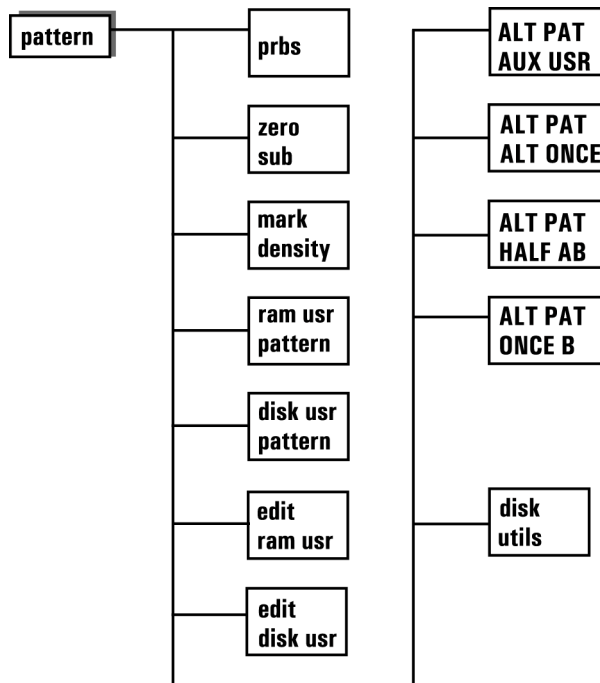 pattern
prbs
zero
sub
mark
density
ram usr
pattern
disk usr
pattern
edit
ram usr
edit
disk usr
ALT PAT
AUX USR
ALT PAT
ALT ONCE
ALT PAT
HALF AB
ALT PAT
ONCE B
disk
utils